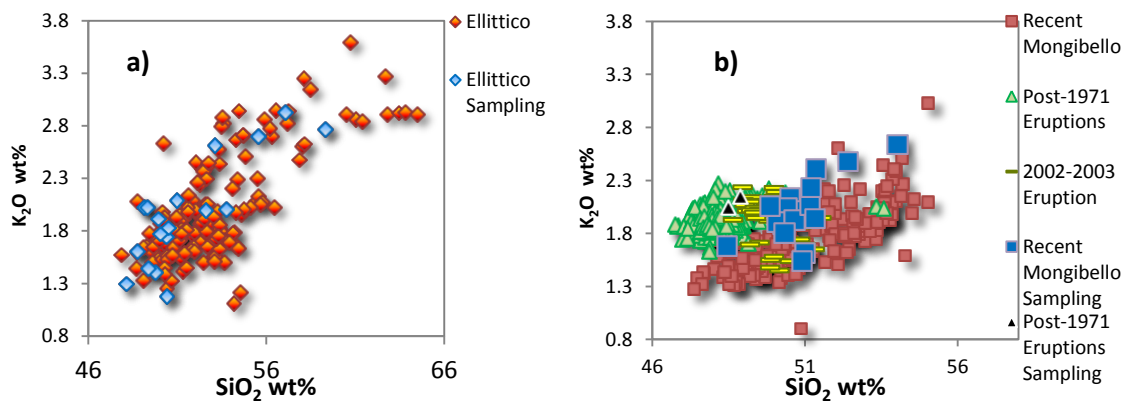 a)
3.8
3.3
2.8
2.3
1.8
1.3
0.8
K₂O wt%
46
56
66
SiO₂ wt%
Ellittico
Ellittico
Sampling
b)
3.8
3.3
2.8
2.3
1.8
1.3
0.8
K₂O wt%
46
51
56
SiO₂ wt%
Recent
Mongibello
Post-1971
Eruptions
2002-2003
Eruption
Recent
Mongibello
Sampling
Post-1971
Eruptions
Sampling